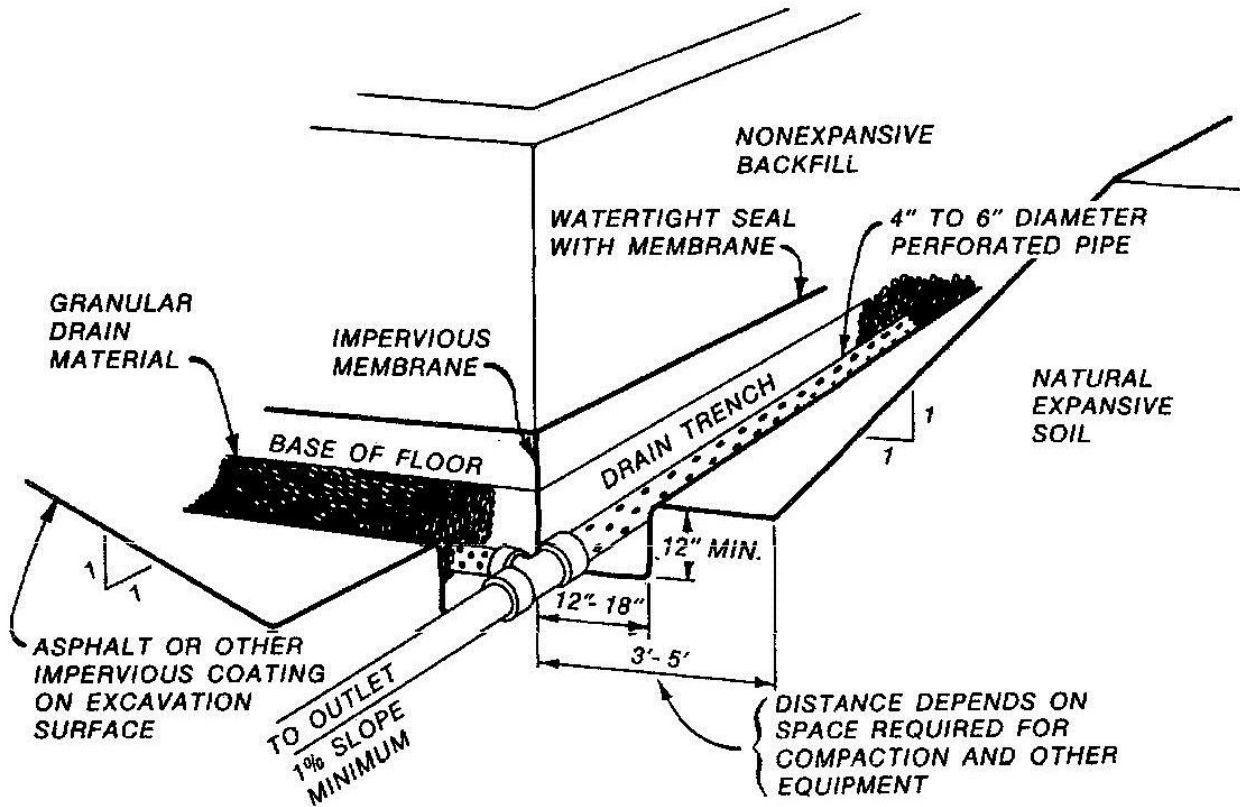 NONEXPANSIVE
BACKFILL
WATERTIGHT SEAL
WITH MEMBRANE
4" TO 6" DIAMETER
PERFORATED PIPE
GRANULAR
DRAIN
MATERIAL
IMPERVIOUS
MEMBRANE
NATURAL
EXPANSIVE
SOIL
BASE OF FLOOR
DRAIN TRENCH
1
1
1
1
12" MIN.
12"- 18"
3'- 5'
ASPHALT OR OTHER
IMPERVIOUS COATING
ON EXCAVATION
SURFACE
TO OUTLET
1% SLOPE
MINIMUM
DISTANCE DEPENDS ON
SPACE REQUIRED FOR
COMPACTION AND OTHER
EQUIPMENT